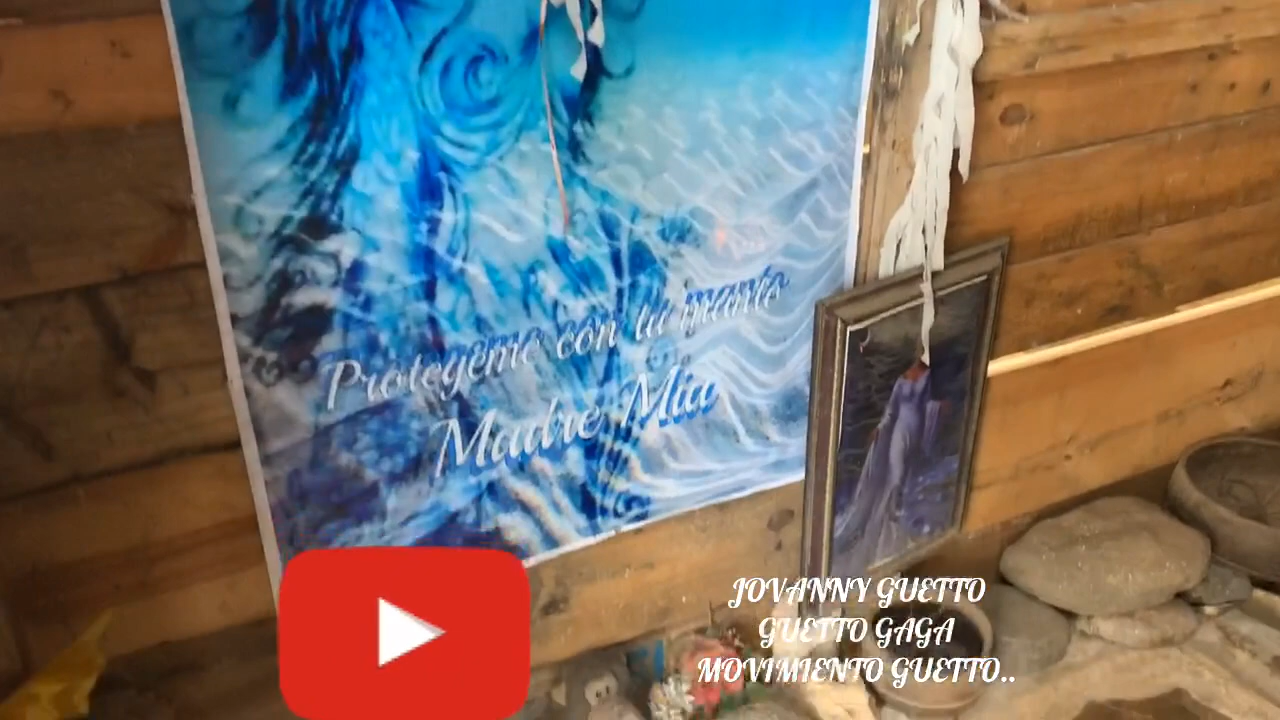 Protegeme con tu manto
Madre Mia
JOVANNY GUETTO
GUETTO GAGA
MOVIMIENTO GUETTO..